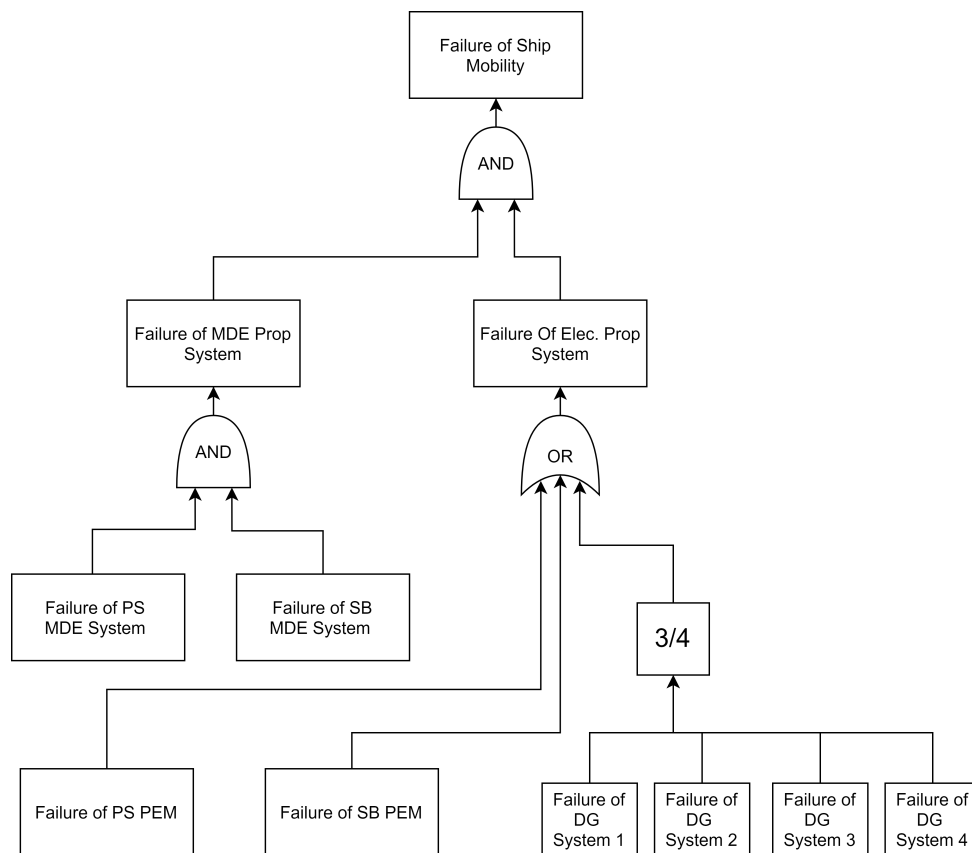 Failure of Ship
Mobility
AND
Failure of MDE Prop
System
Failure Of Elec. Prop
System
AND
OR
Failure of PS
MDE System
Failure of SB
MDE System
3/4
Failure of PS PEM
Failure of SB PEM
Failure of
DG
System 1
Failure of
DG
System 2
Failure of
DG
System 3
Failure of
DG
System 4